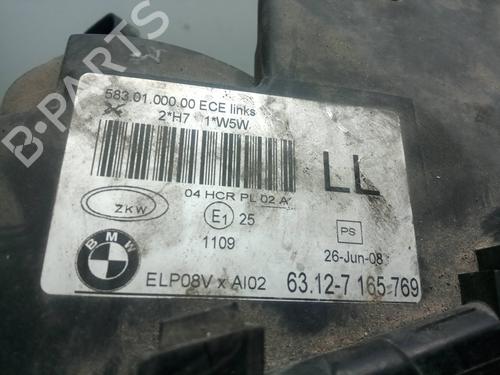 583.01.000.00 ECE links
2*H7 1*W5W
LL
04 HCR PL 02 A
ZKW
E1 25
PS
1109
26-Jun-08
BMW
ELP08V x AI02
63.12-7 165-769
B-PARTS